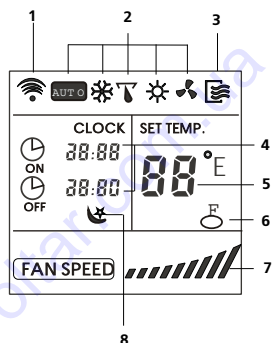 1 2 3
AUTO
CLOCK SET TEMP.
88:88 4
ON
88 °E
88:80 5
OFF
F 6
FAN SPEED 7
8